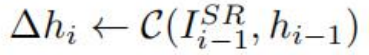 Δh_i ← C(I_{i-1}^{SR}, h_{i-1})